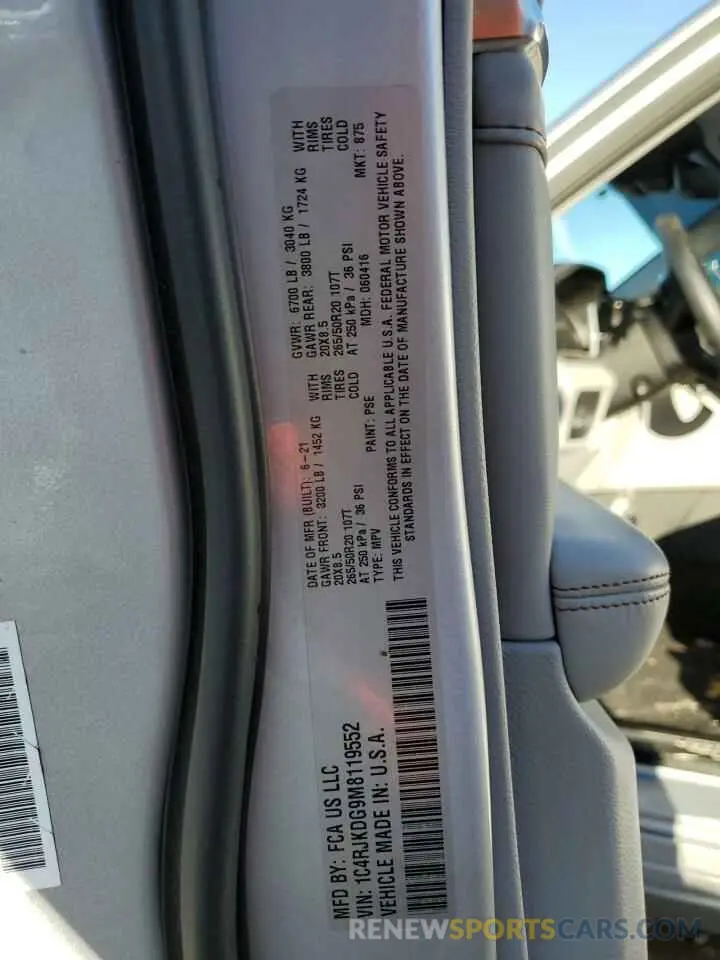 MFD BY: FCA US LLC
VIN: 1C4RJKDG9M8119552
VEHICLE MADE IN: U.S.A.
#
DATE OF MFR (BUILT): 6-21
GAWR FRONT: 3200 LB / 1452 KG WITH
20X8.5 RIMS
265/50R20 107T TIRES
AT 250 kPa / 36 PSI COLD
TYPE: MPV PAINT: PSE
GVWR: 6700 LB / 3040 KG
GAWR REAR: 3800 LB / 1724 KG WITH
20X8.5 RIMS
265/50R20 107T TIRES
AT 250 kPa / 36 PSI COLD
MDH: 060416 MKT: 875
THIS VEHICLE CONFORMS TO ALL APPLICABLE U.S.A. FEDERAL MOTOR VEHICLE SAFETY
STANDARDS IN EFFECT ON THE DATE OF MANUFACTURE SHOWN ABOVE.
RENEWSPORTSCARS.COM